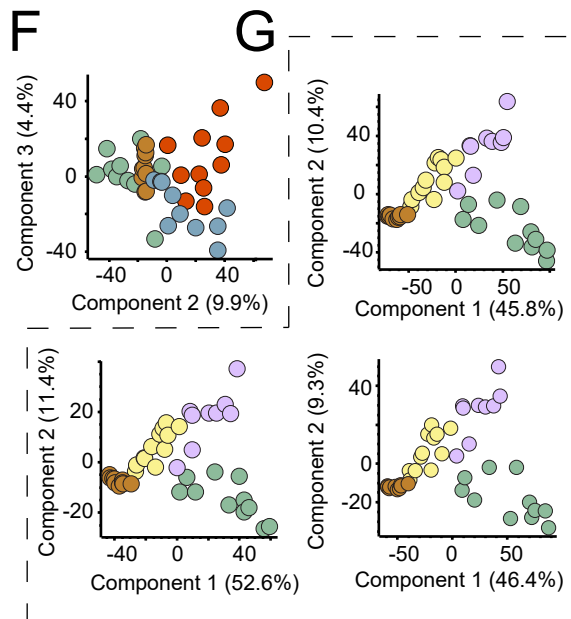 F
G
Component 3 (4.4%)
40
0
-40
-40
0
40
Component 2 (9.9%)
Component 2 (10.4%)
40
0
-40
-50
0
50
Component 1 (45.8%)
Component 2 (11.4%)
20
0
-20
-40
0
40
Component 1 (52.6%)
Component 2 (9.3%)
40
0
-20
-50
0
50
Component 1 (46.4%)